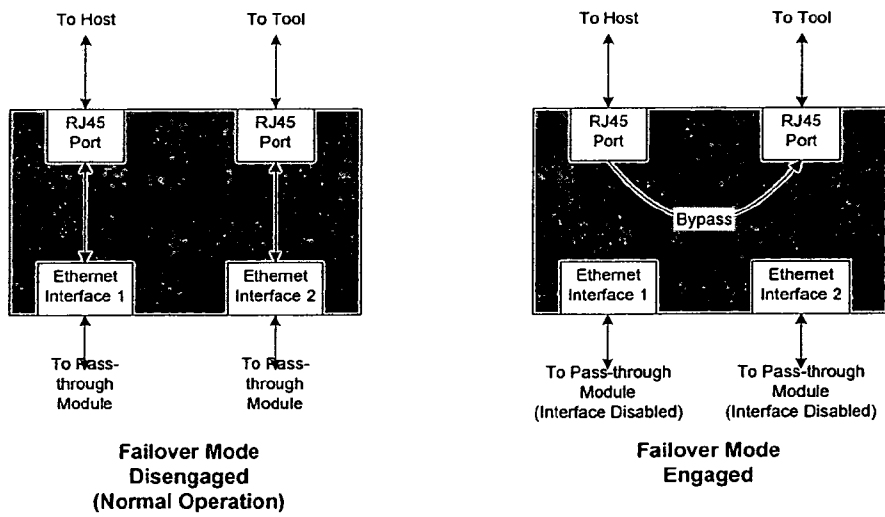 To Host
To Tool
RJ45
Port
RJ45
Port
Ethernet
Interface 1
Ethernet
Interface 2
To Pass-
through
Module
To Pass-
through
Module
Failover Mode
Disengaged
(Normal Operation)
To Host
To Tool
RJ45
Port
RJ45
Port
Bypass
Ethernet
Interface 1
Ethernet
Interface 2
To Pass-through
Module
(Interface Disabled)
To Pass-through
Module
(Interface Disabled)
Failover Mode
Engaged